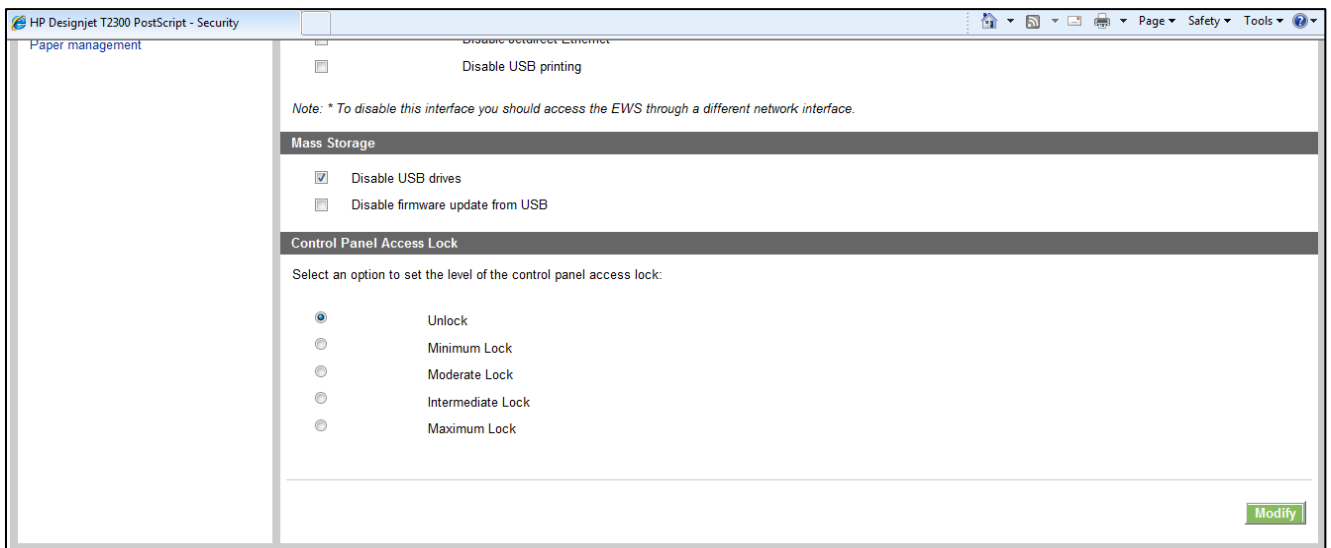 HP Designjet T2300 PostScript - Security
Page Safety Tools
Paper management
Disable Jetdirect Ethernet
Disable USB printing
Note: * To disable this interface you should access the EWS through a different network interface.
Mass Storage
Disable USB drives
Disable firmware update from USB
Control Panel Access Lock
Select an option to set the level of the control panel access lock:
Unlock
Minimum Lock
Moderate Lock
Intermediate Lock
Maximum Lock
Modify